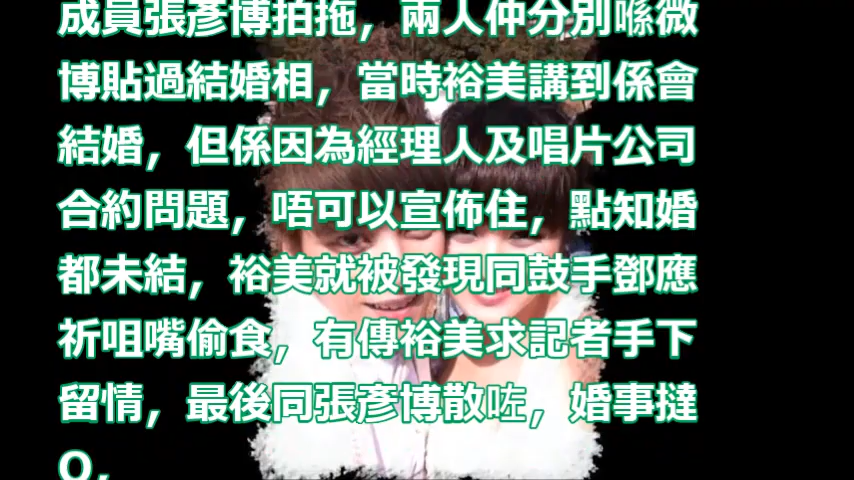 成員張彥博拍拖，兩人仲分別喺微
博貼過結婚相，當時裕美講到係會
結婚，但係因為經理人及唱片公司
合約問題，唔可以宣佈住，點知婚
都未結，裕美就被發現同鼓手鄧應
祈咀嘴偷食，有傳裕美求記者手下
留情，最後同張彥博散咗，婚事撻
Q，